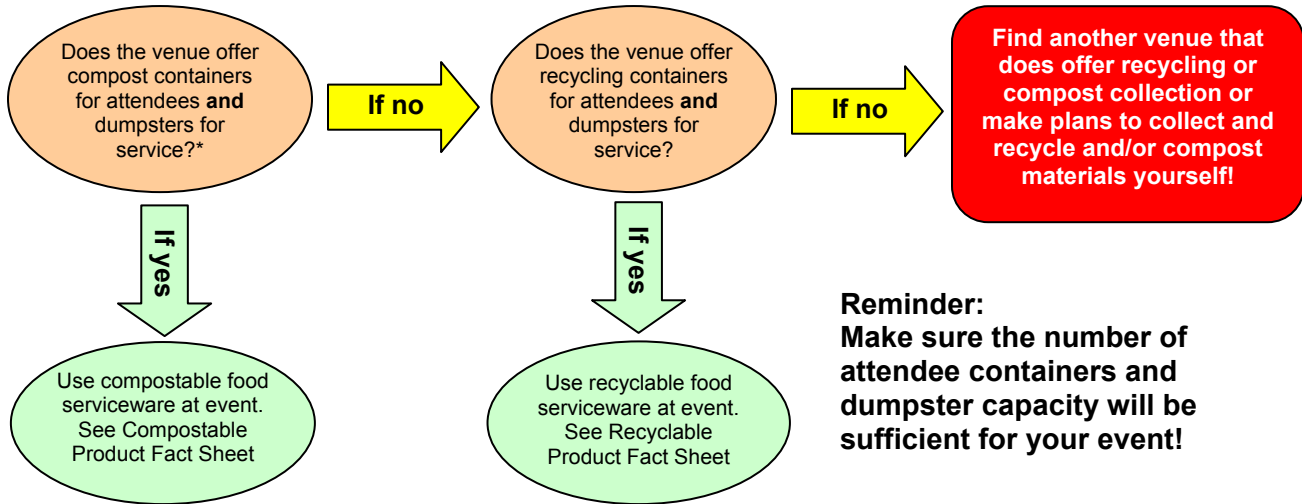 Does the venue offer
compost containers
for attendees and
dumpsters for
service?*
If no
Does the venue offer
recycling containers
for attendees and
dumpsters for
service?
If no
Find another venue that
does offer recycling or
compost collection or
make plans to collect and
recycle and/or compost
materials yourself!
If yes
If yes
Use compostable food
serviceware at event.
See Compostable
Product Fact Sheet
Use recyclable food
serviceware at event.
See Recyclable
Product Fact Sheet
Reminder:
Make sure the number of
attendee containers and
dumpster capacity will be
sufficient for your event!